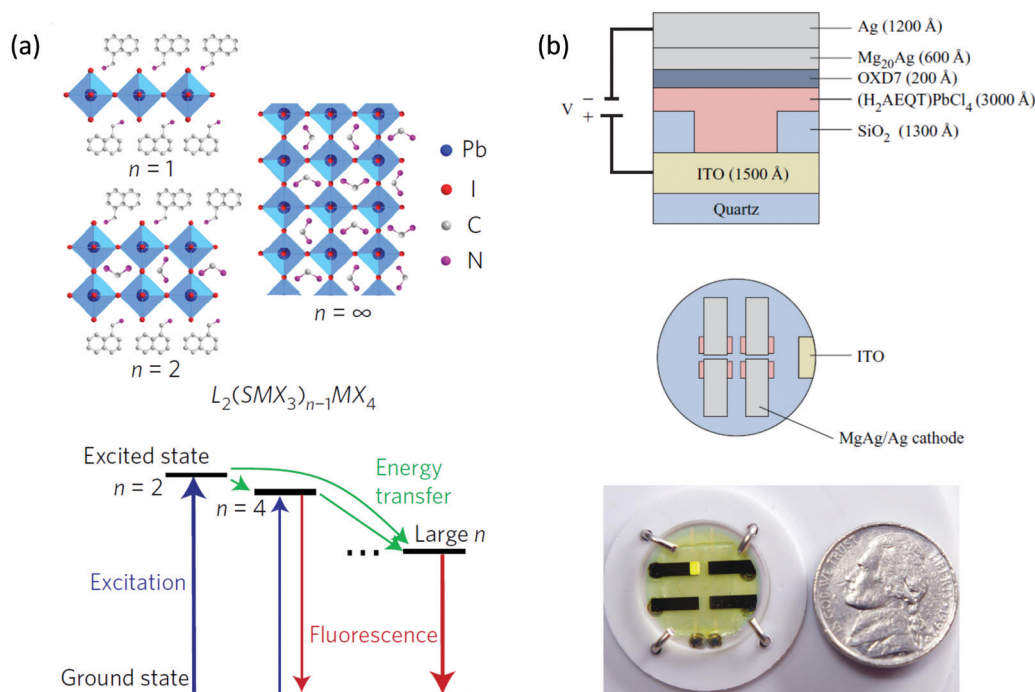 (a)
n = 1
n = 2
n = ∞
Pb
I
C
N
L₂(SMX₃)ₙ₋₁MX₄
Excited state
n = 2
n = 4
Energy
transfer
Large n
Excitation
Fluorescence
Ground state
(b)
Ag (1200 Å)
Mg₂₀Ag (600 Å)
OXD7 (200 Å)
(H₂AEQT)PbCl₄ (3000 Å)
SiO₂ (1300 Å)
ITO (1500 Å)
Quartz
V
−
+
ITO
MgAg/Ag cathode